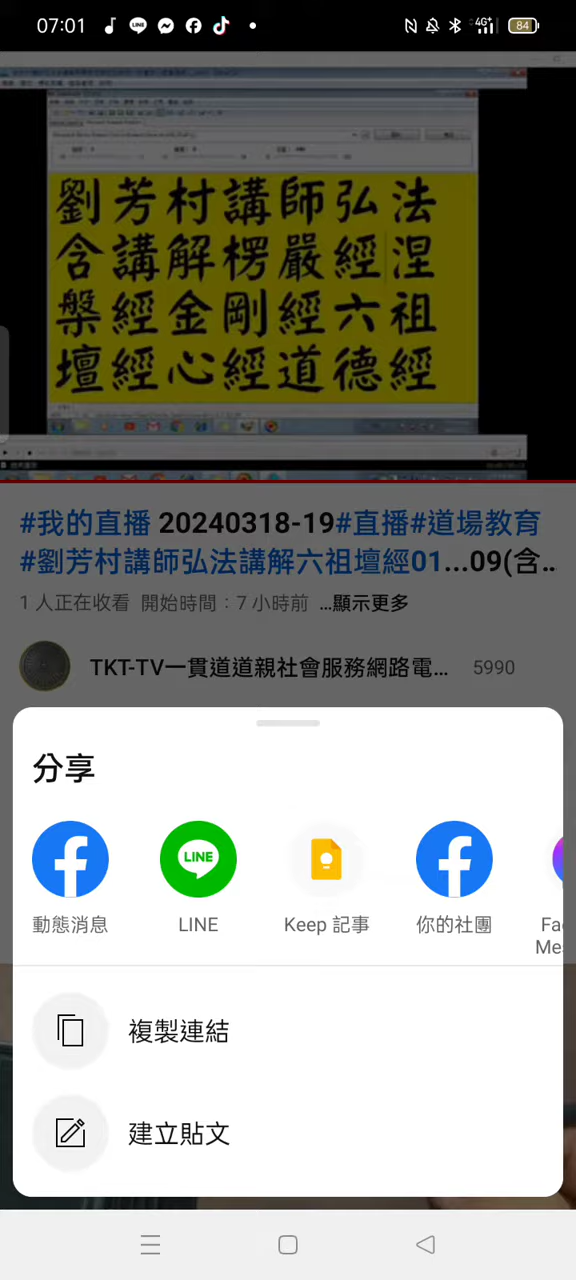 07:01
4G+
84
劉芳村講師弘法
含講解楞嚴經涅
槃經金剛經六祖
壇經心經道德經
#我的直播 20240318-19#直播#道場教育
#劉芳村講師弘法講解六祖壇經01...09(含…
1 人正在收看 開始時間：7 小時前 ...顯示更多
TKT-TV一貫道道親社會服務網路電... 5990
分享
LINE
動態消息
LINE
Keep 記事
你的社團
Fa
Me
複製連結
建立貼文